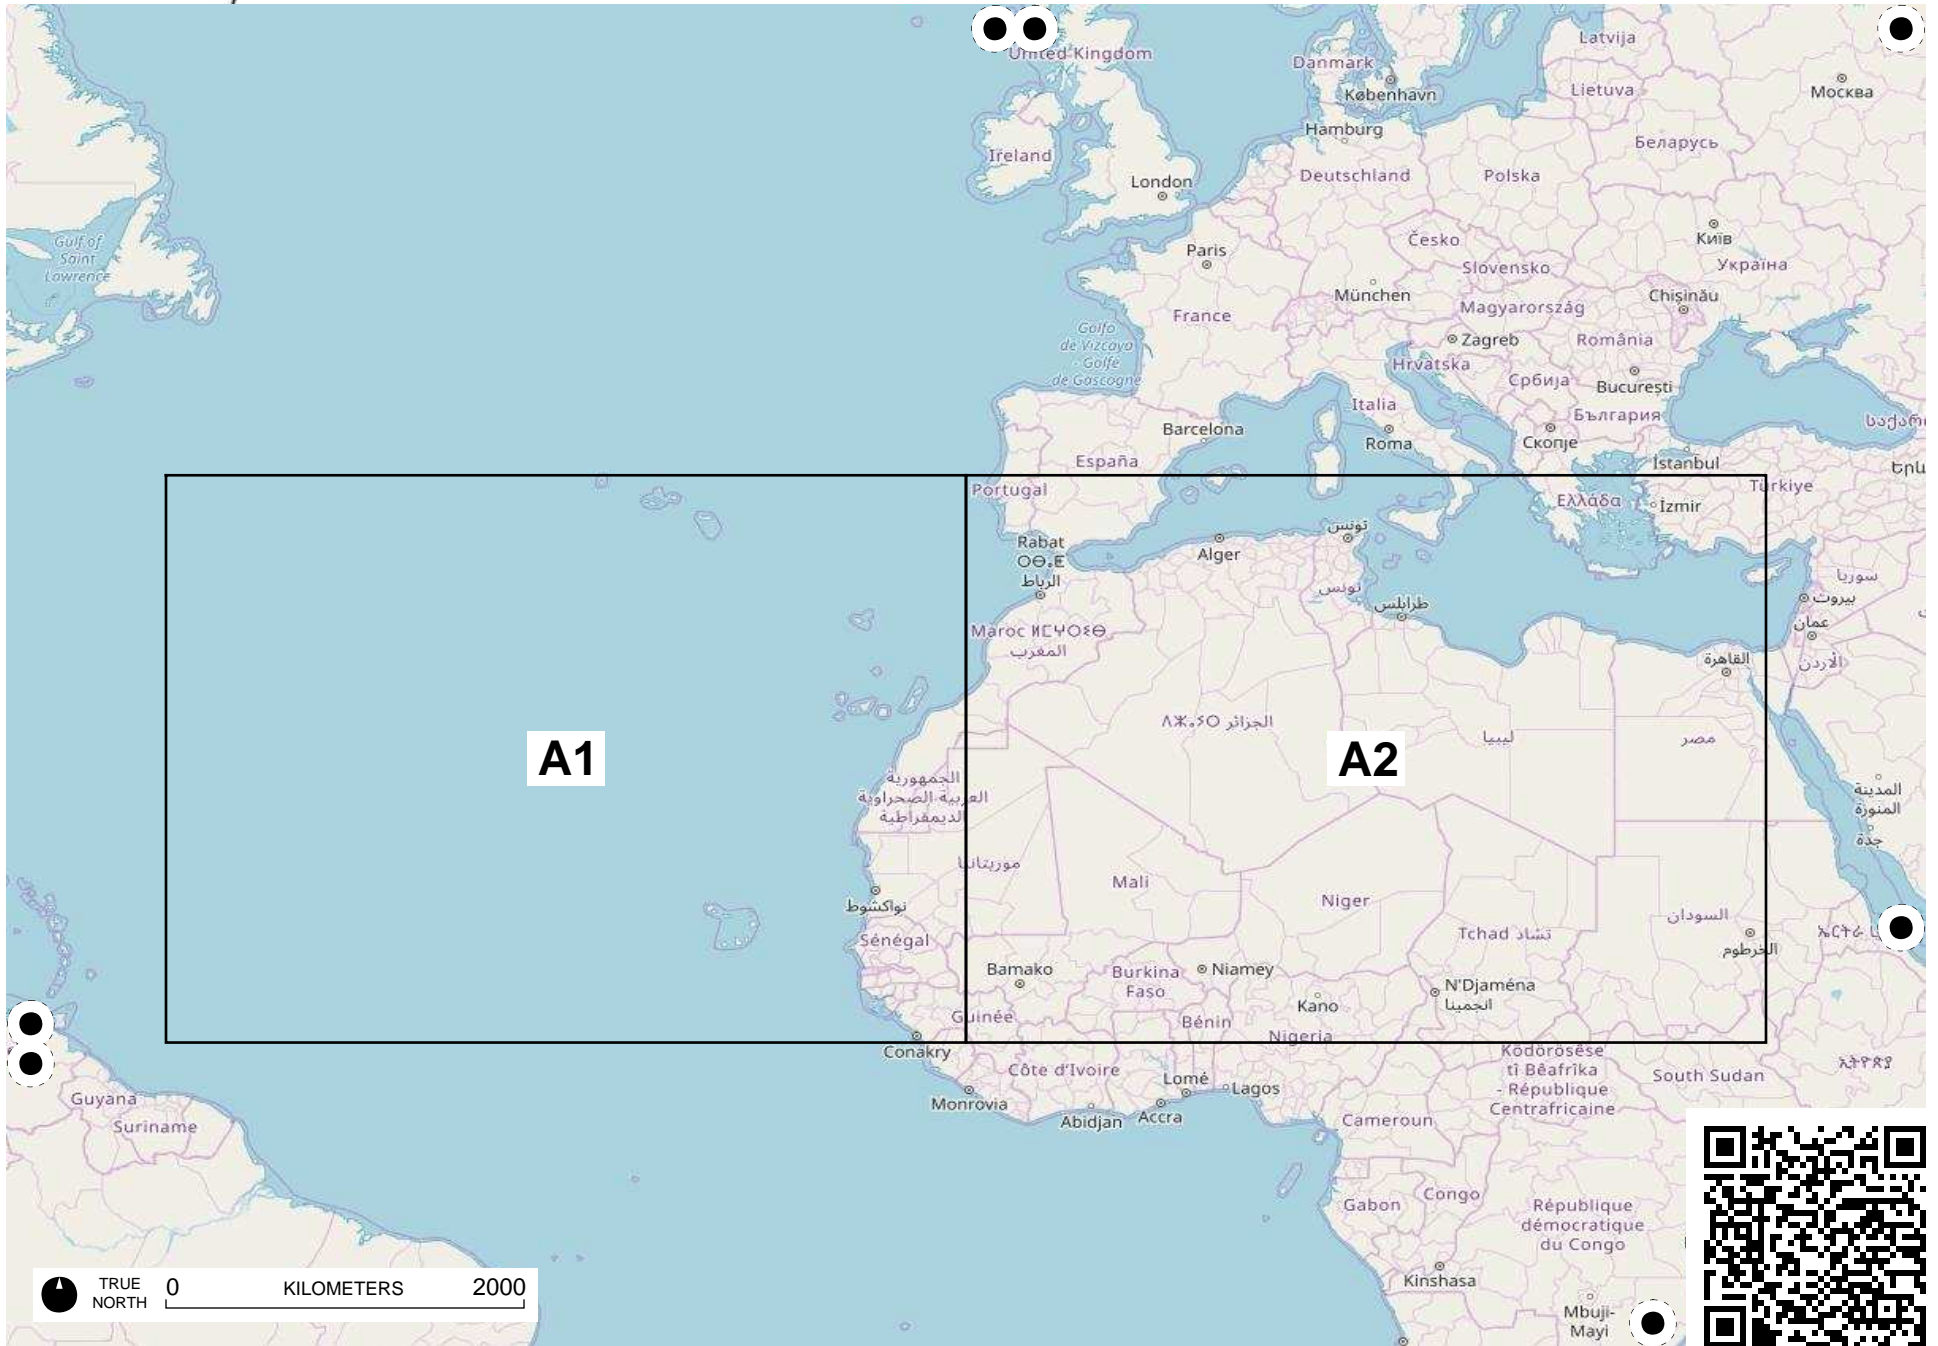 United Kingdom
Latvija
Danmark
København
Lietuva
Москва
Hamburg
Беларусь
Ireland
London
Deutschland
Polska
Gulf of
Saint
Lawrence
Paris
Česko
Київ
Slovensko
Україна
München
Chișinău
France
Magyarország
Golfo
de Vizcaya
- Golfe
de Gascogne
Zagreb
România
Hrvatska
Србија
București
Italia
България
Barcelona
Roma
Скопје
España
İstanbul
Portugal
Türkiye
Ελλάδα
İzmir
Rabat
ⵔⴱⴰⵟ
الرباط
Alger
تونس
تونس
سوريا
طرابلس
بيروت
Maroc ⵍⵎⵖⵔⵉⴱ
المغرب
عمان
القاهرة
الأردن
الجزائر
ليبيا
مصر
A1
A2
الجمهورية
العربية الصحراوية
الديمقراطية
المدينة
المنورة
جدة
موريتانيا
Mali
Niger
نواكشوط
السودان
Sénégal
Tchad تشاد
الخرطوم
Bamako
Burkina
Faso
Niamey
N'Djaména
انجمينا
Kano
Guinée
Bénin
Nigeria
Conakry
Ködörösêse
tî Bêafrîka
- République
Centrafricaine
Côte d'Ivoire
South Sudan
ኢትዮጵያ
Guyana
Suriname
Monrovia
Lomé
Lagos
Abidjan
Accra
Cameroun
Gabon
Congo
République
démocratique
du Congo
Kinshasa
Mbuji-
Mayi
TRUE
NORTH
0 KILOMETERS 2000